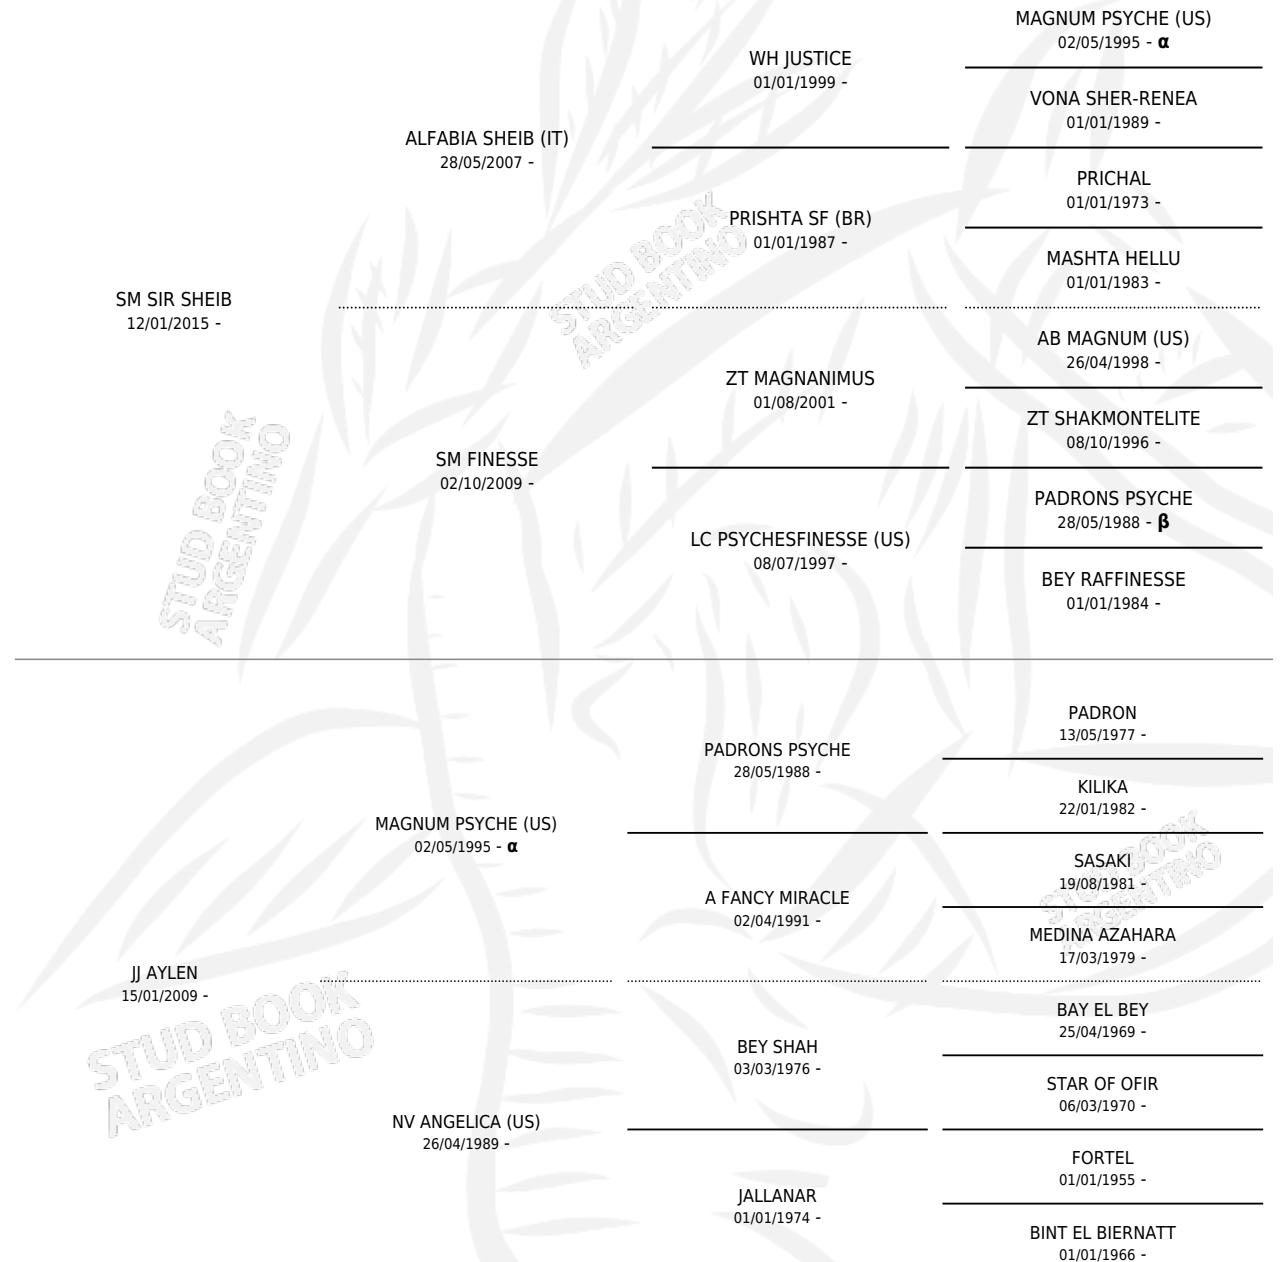 MAGNUM PSYCHE (US)
02/05/1995 - α
WH JUSTICE
01/01/1999 -
VONA SHER-RENEA
01/01/1989 -
ALFABIA SHEIB (IT)
28/05/2007 -
PRICHAL
01/01/1973 -
PRISHTA SF (BR)
01/01/1987 -
MASHTA HELLU
01/01/1983 -
SM SIR SHEIB
12/01/2015 -
AB MAGNUM (US)
26/04/1998 -
ZT MAGNANIMUS
01/08/2001 -
ZT SHAKMONTELITE
08/10/1996 -
SM FINESSE
02/10/2009 -
PADRONS PSYCHE
28/05/1988 - β
LC PSYCHESFINESSE (US)
08/07/1997 -
BEY RAFFINESSE
01/01/1984 -
PADRON
13/05/1977 -
PADRONS PSYCHE
28/05/1988 -
KILIKA
22/01/1982 -
MAGNUM PSYCHE (US)
02/05/1995 - α
SASAKI
19/08/1981 -
A FANCY MIRACLE
02/04/1991 -
MEDINA AZAHARA
17/03/1979 -
JJ AYLEN
15/01/2009 -
BAY EL BEY
25/04/1969 -
BEY SHAH
03/03/1976 -
STAR OF OFIR
06/03/1970 -
NV ANGELICA (US)
26/04/1989 -
FORTEL
01/01/1955 -
JALLANAR
01/01/1974 -
BINT EL BIERNATT
01/01/1966 -
STUD BOOK
ARGENTINO
STUD BOOK
ARGENTINO
STUD BOOK
ARGENTINO
STUD BOOK
ARGENTINO